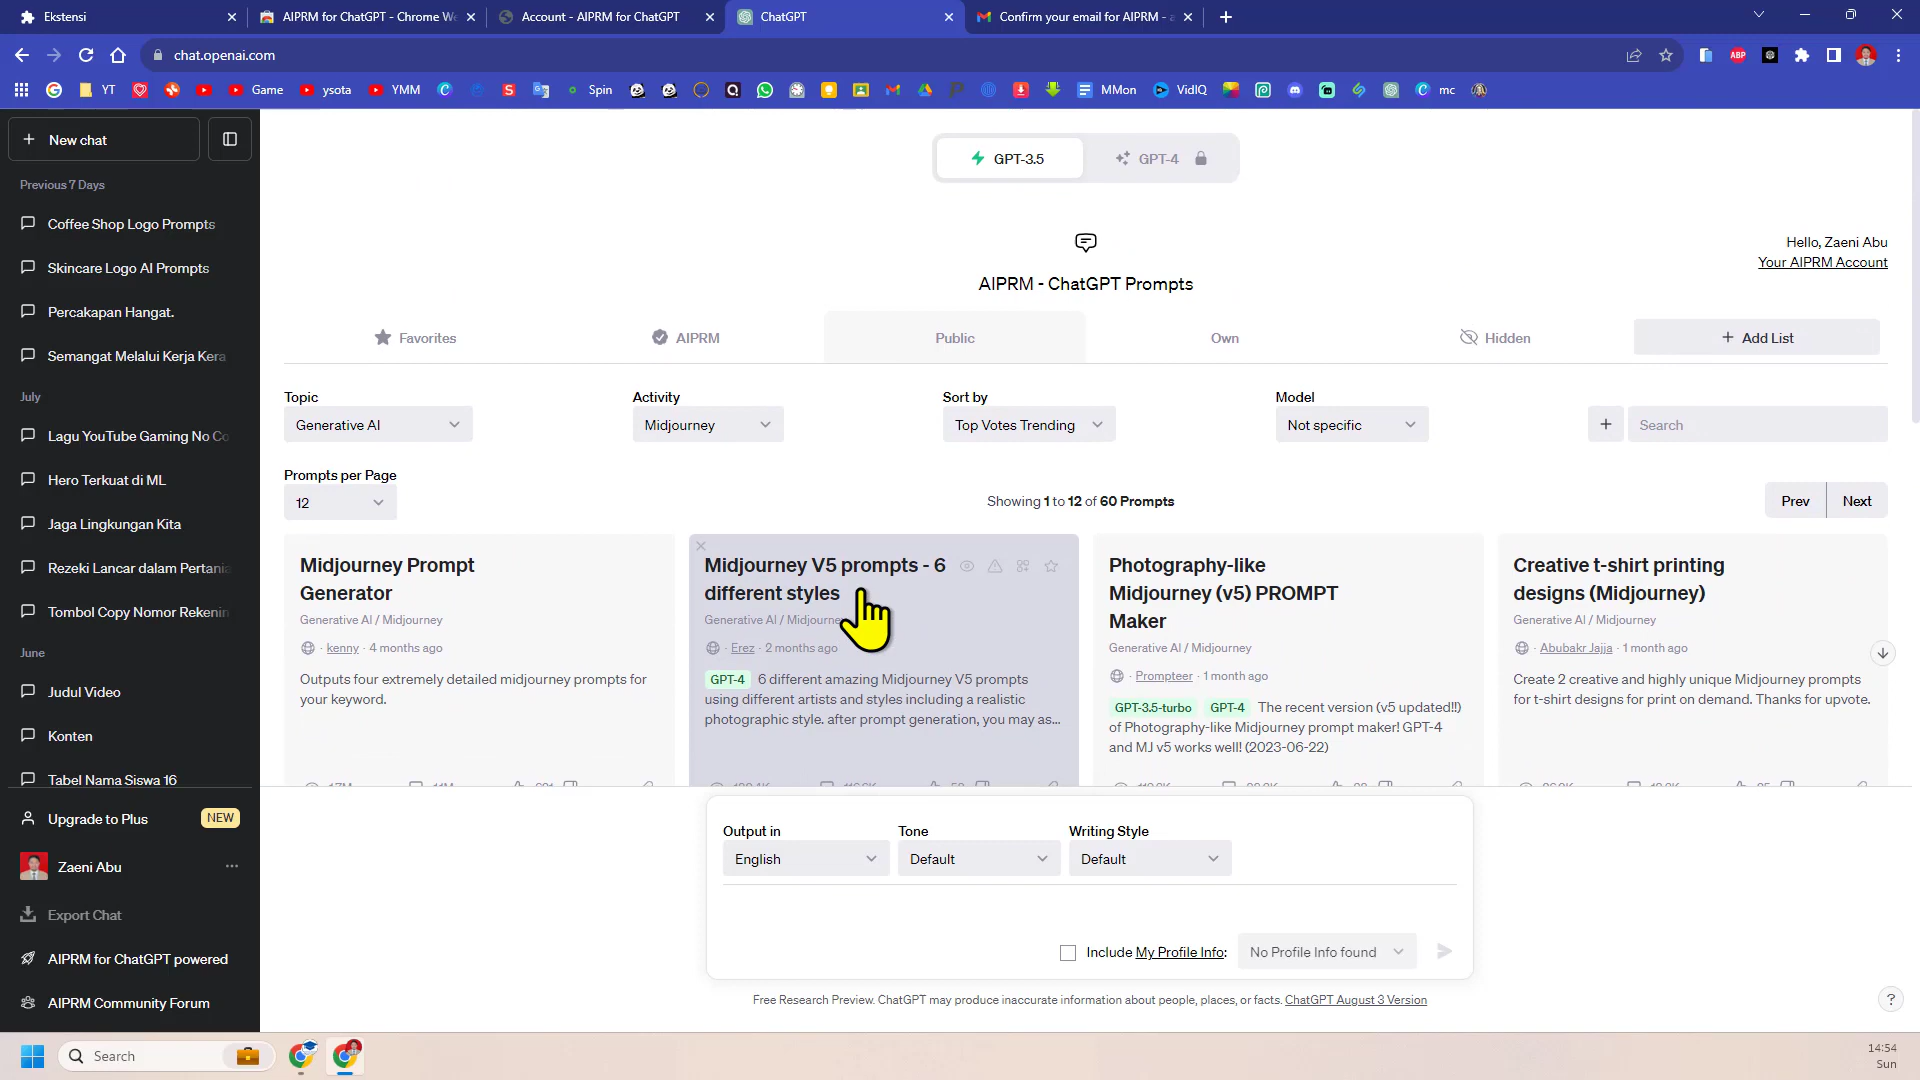 Ekstensi
AIPRM for ChatGPT - Chrome We
Account - AIPRM for ChatGPT
ChatGPT
Confirm your email for AIPRM - a
chat.openai.com
YT
Game
ysota
YMM
Spin
MMon
VidIQ
mc
New chat
Previous 7 Days
Coffee Shop Logo Prompts
Skincare Logo AI Prompts
Percakapan Hangat.
Semangat Melalui Kerja Kera
July
Lagu YouTube Gaming No Co
Hero Terkuat di ML
Jaga Lingkungan Kita
Rezeki Lancar dalam Pertania
Tombol Copy Nomor Rekenin
June
Judul Video
Konten
Tabel Nama Siswa 16
Upgrade to Plus
NEW
Zaeni Abu
Export Chat
AIPRM for ChatGPT powered
AIPRM Community Forum
GPT-3.5
GPT-4
Hello, Zaeni Abu
Your AIPRM Account
AIPRM - ChatGPT Prompts
Favorites
AIPRM
Public
Own
Hidden
Add List
Topic
Generative AI
Activity
Midjourney
Sort by
Top Votes Trending
Model
Not specific
Search
Prompts per Page
12
Showing 1 to 12 of 60 Prompts
Prev
Next
Midjourney Prompt
Generator
Generative AI / Midjourney
· kenny · 4 months ago
Outputs four extremely detailed midjourney prompts for
your keyword.
Midjourney V5 prompts - 6
different styles
Generative AI / Midjourne
· Erez · 2 months ago
GPT-4 6 different amazing Midjourney V5 prompts
using different artists and styles including a realistic
photographic style. after prompt generation, you may as...
Photography-like
Midjourney (v5) PROMPT
Maker
Generative AI / Midjourney
· Prompteer · 1 month ago
GPT-3.5-turbo GPT-4 The recent version (v5 updated!!)
of Photography-like Midjourney prompt maker! GPT-4
and MJ v5 works well! (2023-06-22)
Creative t-shirt printing
designs (Midjourney)
Generative AI / Midjourney
· Abubakr Jajja · 1 month ago
Create 2 creative and highly unique Midjourney prompts
for t-shirt designs for print on demand. Thanks for upvote.
Output in
English
Tone
Default
Writing Style
Default
Include My Profile Info:
No Profile Info found
Free Research Preview. ChatGPT may produce inaccurate information about people, places, or facts. ChatGPT August 3 Version
?
Search
14:54
Sun